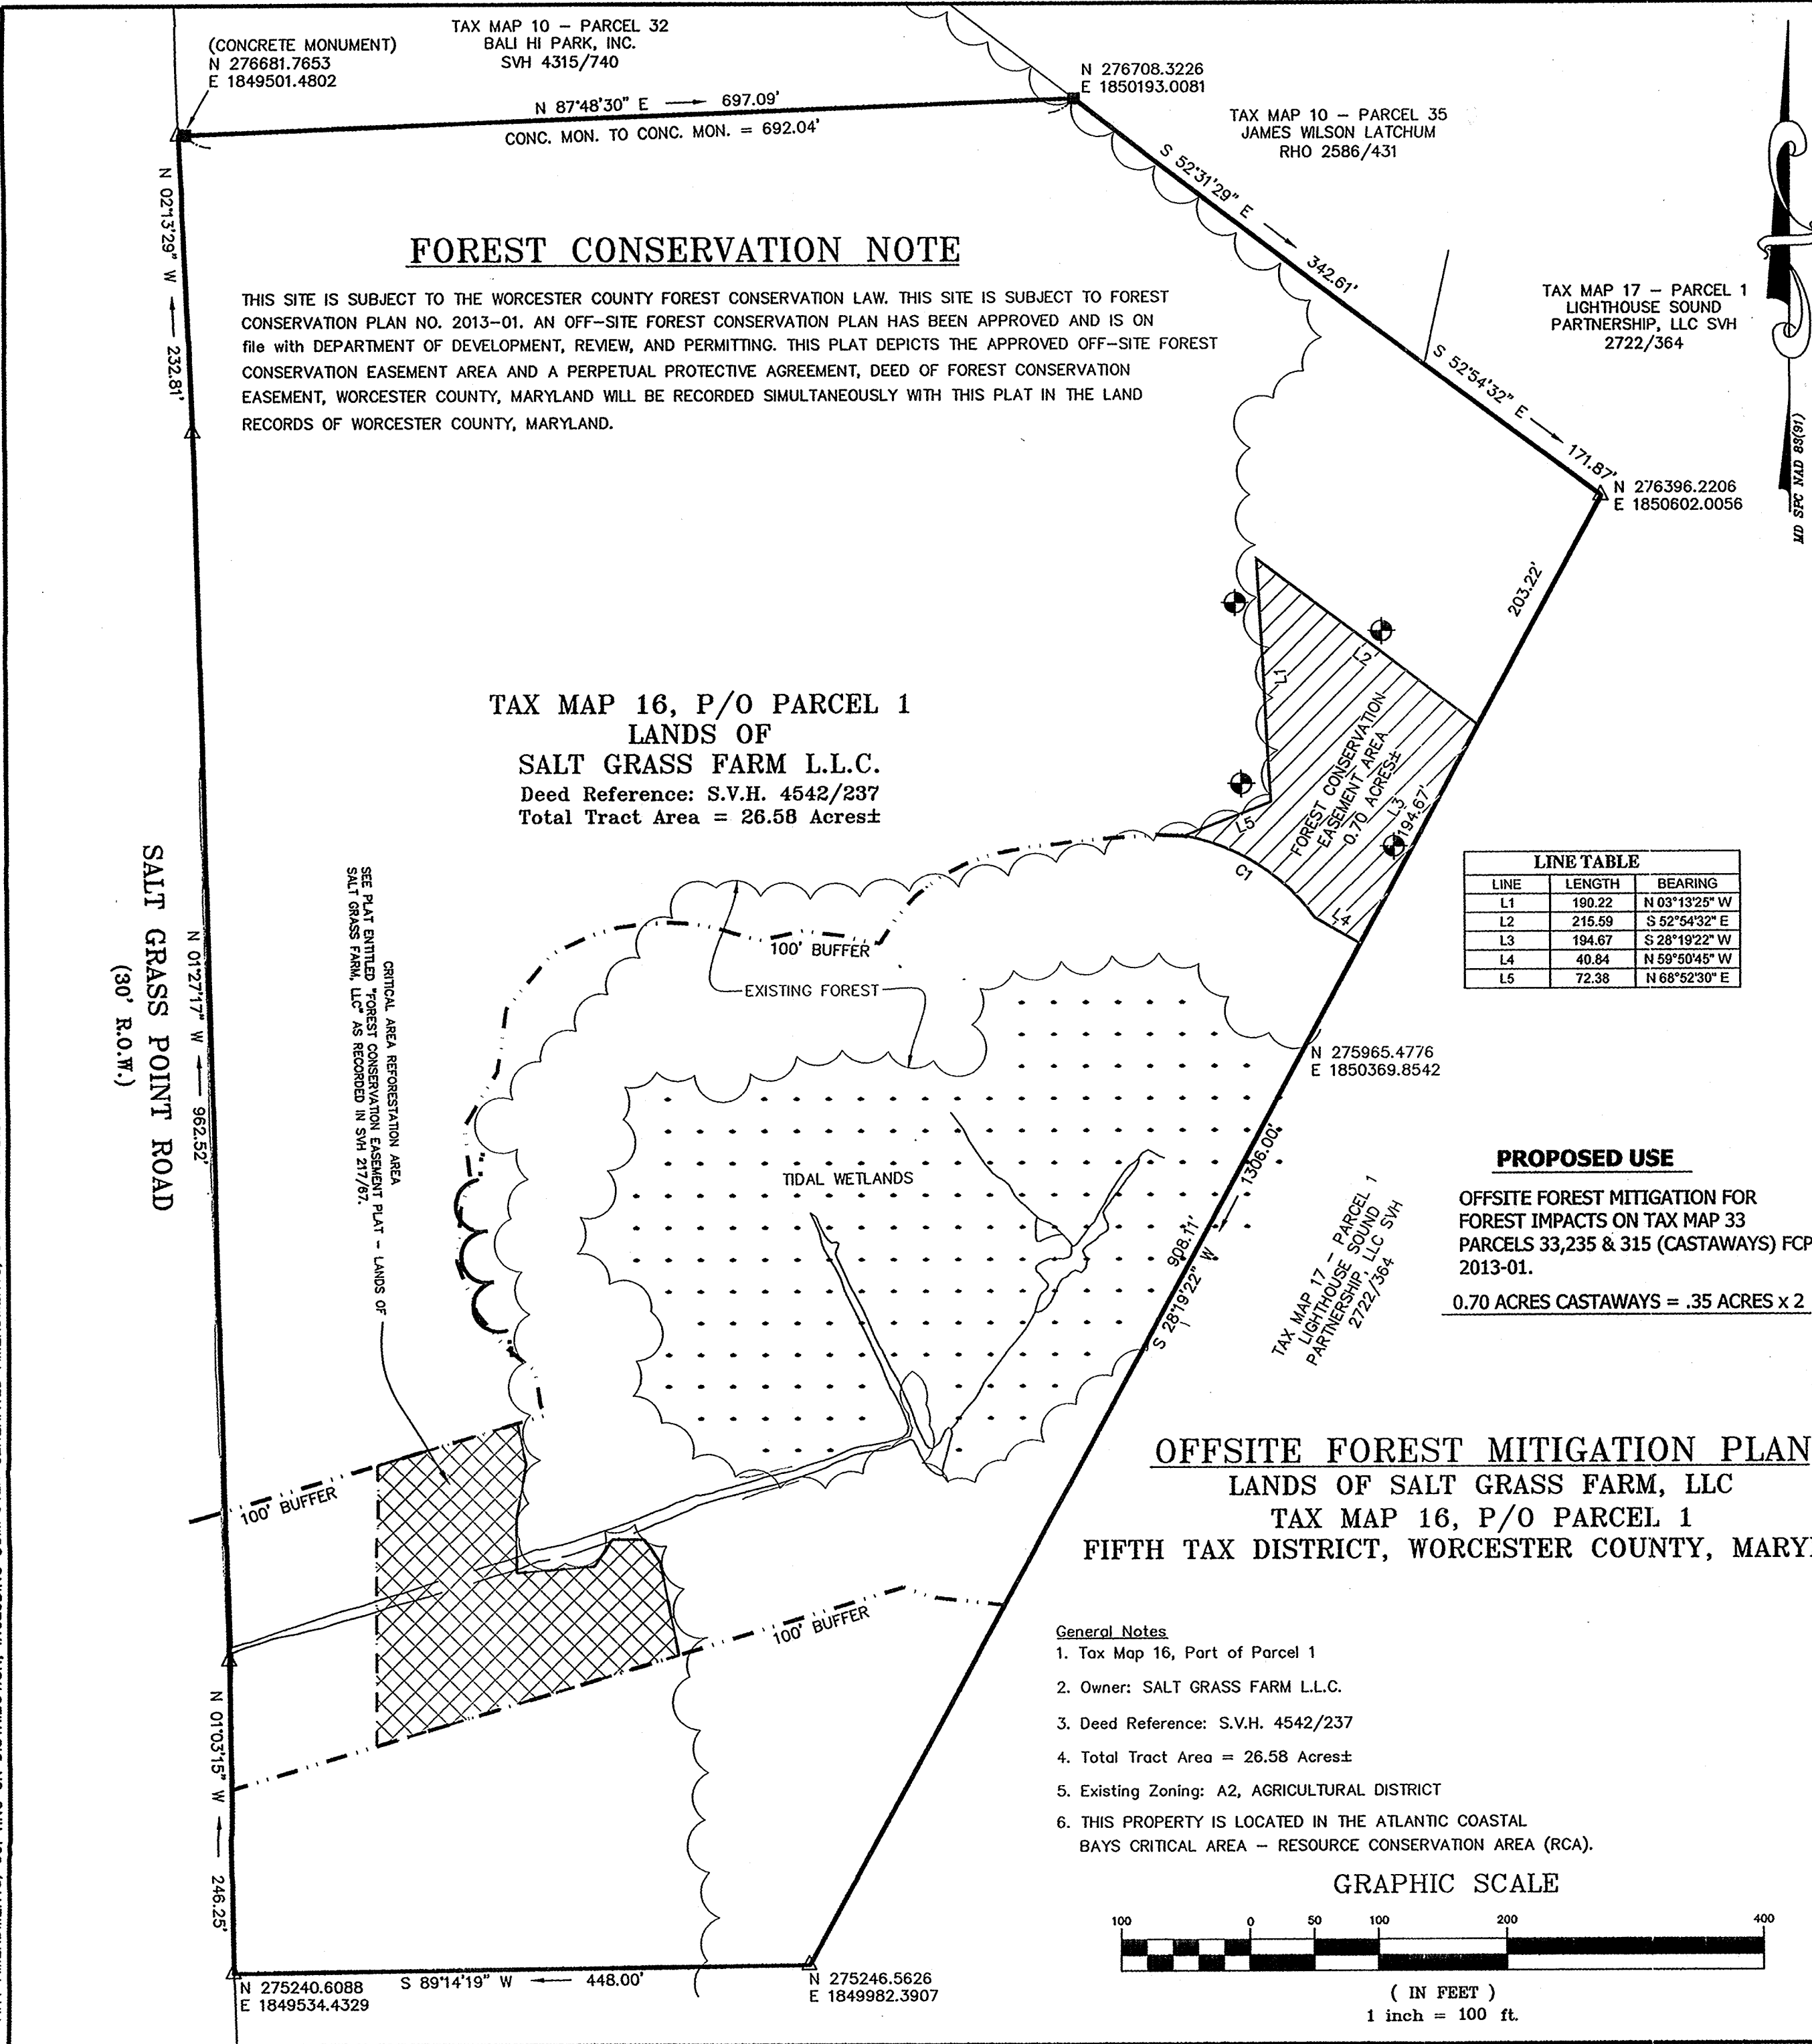 TAX MAP 10 – PARCEL 32
BALI HI PARK, INC.
SVH 4315/740
(CONCRETE MONUMENT)
N 276681.7653
E 1849501.4802
N 87°48'30" E 697.09'
CONC. MON. TO CONC. MON. = 692.04'
N 276708.3226
E 1850193.0081
TAX MAP 10 – PARCEL 35
JAMES WILSON LATCHUM
RHO 2586/431
S 52°31'29" E 342.61'
TAX MAP 17 – PARCEL 1
LIGHTHOUSE SOUND
PARTNERSHIP, LLC SVH
2722/364
S 52°54'32" E 171.87'
N 276396.2206
E 1850602.0056
MD SPC NAD 83(91)
N 02°13'29" W 232.81'
FOREST CONSERVATION NOTE
THIS SITE IS SUBJECT TO THE WORCESTER COUNTY FOREST CONSERVATION LAW. THIS SITE IS SUBJECT TO FOREST
CONSERVATION PLAN NO. 2013–01. AN OFF–SITE FOREST CONSERVATION PLAN HAS BEEN APPROVED AND IS ON
file with DEPARTMENT OF DEVELOPMENT, REVIEW, AND PERMITTING. THIS PLAT DEPICTS THE APPROVED OFF–SITE FOREST
CONSERVATION EASEMENT AREA AND A PERPETUAL PROTECTIVE AGREEMENT, DEED OF FOREST CONSERVATION
EASEMENT, WORCESTER COUNTY, MARYLAND WILL BE RECORDED SIMULTANEOUSLY WITH THIS PLAT IN THE LAND
RECORDS OF WORCESTER COUNTY, MARYLAND.
203.22'
L1
L2
FOREST CONSERVATION
EASEMENT AREA
0.70 ACRES±
L3
194.67'
L5
C1
L4
TAX MAP 16, P/O PARCEL 1
LANDS OF
SALT GRASS FARM L.L.C.
Deed Reference: S.V.H. 4542/237
Total Tract Area = 26.58 Acres±
LINE TABLE
LINE LENGTH BEARING
L1 190.22 N 03°13'25" W
L2 215.59 S 52°54'32" E
L3 194.67 S 28°19'22" W
L4 40.84 N 59°50'45" W
L5 72.38 N 68°52'30" E
SALT GRASS POINT ROAD
(30' R.O.W.)
N 01°27'17" W 962.52'
CRITICAL AREA REFORESTATION AREA
SEE PLAT ENTITLED "FOREST CONSERVATION EASEMENT PLAT – LANDS OF
SALT GRASS FARM, LLC" AS RECORDED IN SVH 217/67.
100' BUFFER
EXISTING FOREST
TIDAL WETLANDS
N 275965.4776
E 1850369.8542
1306.00'
908.11'
S 28°19'22" W
TAX MAP 17 – PARCEL 1
LIGHTHOUSE SOUND
PARTNERSHIP, LLC SVH
2722/364
PROPOSED USE
OFFSITE FOREST MITIGATION FOR
FOREST IMPACTS ON TAX MAP 33
PARCELS 33,235 & 315 (CASTAWAYS) FCP
2013-01.
0.70 ACRES CASTAWAYS = .35 ACRES x 2
100' BUFFER
100' BUFFER
OFFSITE FOREST MITIGATION PLAN
LANDS OF SALT GRASS FARM, LLC
TAX MAP 16, P/O PARCEL 1
FIFTH TAX DISTRICT, WORCESTER COUNTY,
General Notes
1. Tax Map 16, Part of Parcel 1
2. Owner: SALT GRASS FARM L.L.C.
3. Deed Reference: S.V.H. 4542/237
4. Total Tract Area = 26.58 Acres±
5. Existing Zoning: A2, AGRICULTURAL DISTRICT
6. THIS PROPERTY IS LOCATED IN THE ATLANTIC COASTAL
BAYS CRITICAL AREA – RESOURCE CONSERVATION AREA (RCA).
N 01°03'15" W 246.25'
N 275240.6088
E 1849534.4329
S 89°14'19" W 448.00'
N 275246.5626
E 1849982.3907
GRAPHIC SCALE
100 0 50 100 200 400
( IN FEET )
1 inch = 100 ft.